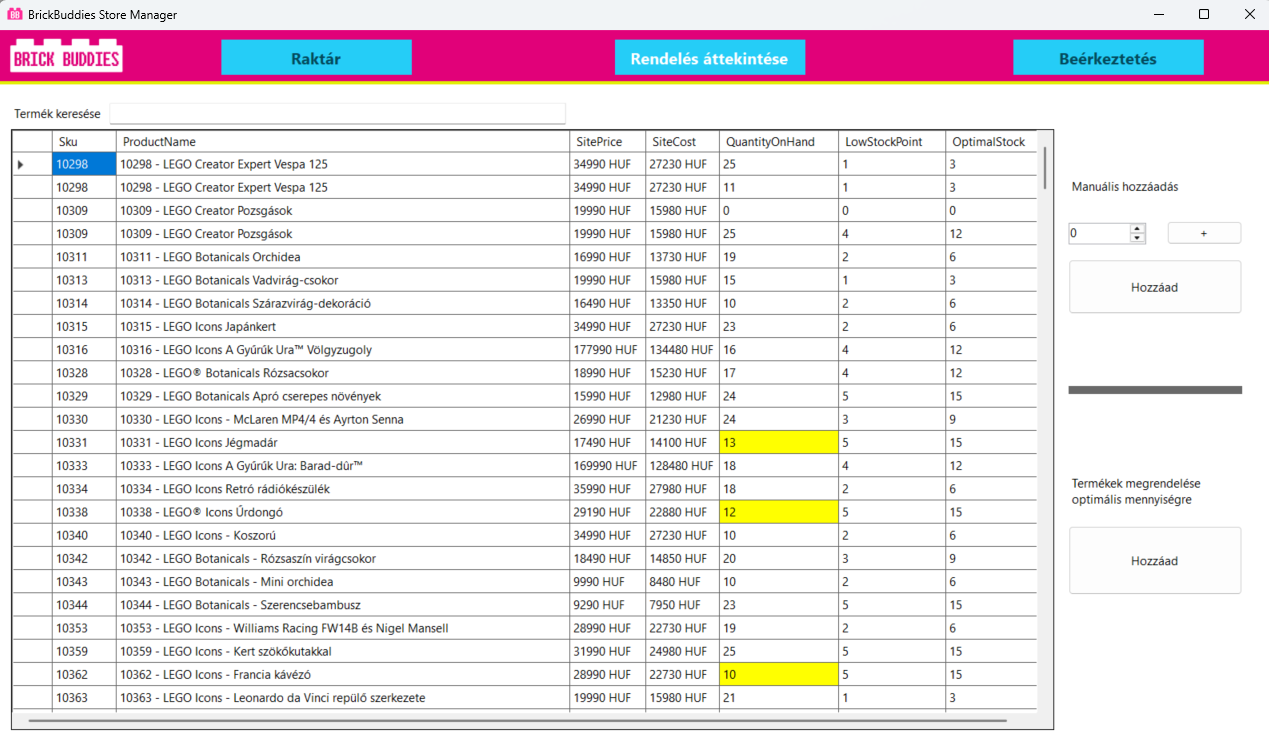 BB BrickBuddies Store Manager
BRICK BUDDIES Raktár Rendelés áttekintése Beérkeztetés
Termék keresése
Sku ProductName SitePrice SiteCost QuantityOnHand LowStockPoint OptimalStock
10298 10298 - LEGO Creator Expert Vespa 125 34990 HUF 27230 HUF 25 1 3
10298 10298 - LEGO Creator Expert Vespa 125 34990 HUF 27230 HUF 11 1 3
10309 10309 - LEGO Creator Pozsgások 19990 HUF 15980 HUF 0 0 0
10309 10309 - LEGO Creator Pozsgások 19990 HUF 15980 HUF 25 4 12
10311 10311 - LEGO Botanicals Orchidea 16990 HUF 13730 HUF 19 2 6
10313 10313 - LEGO Botanicals Vadvirág-csokor 19990 HUF 15980 HUF 15 1 3
10314 10314 - LEGO Botanicals Szárazvirág-dekoráció 16490 HUF 13350 HUF 10 2 6
10315 10315 - LEGO Icons Japánkert 34990 HUF 27230 HUF 23 2 6
10316 10316 - LEGO Icons A Gyűrűk Ura™ Völgyzugoly 177990 HUF 134480 HUF 16 4 12
10328 10328 - LEGO® Botanicals Rózsacsokor 18990 HUF 15230 HUF 17 4 12
10329 10329 - LEGO Botanicals Apró cserepes növények 15990 HUF 12980 HUF 24 5 15
10330 10330 - LEGO Icons - McLaren MP4/4 és Ayrton Senna 26990 HUF 21230 HUF 24 3 9
10331 10331 - LEGO Icons Jégmadár 17490 HUF 14100 HUF 13 5 15
10333 10333 - LEGO Icons A Gyűrűk Ura: Barad-dûr™ 169990 HUF 128480 HUF 18 4 12
10334 10334 - LEGO Icons Retró rádiókészülék 35990 HUF 27980 HUF 18 2 6
10338 10338 - LEGO® Icons Űrdongó 29190 HUF 22880 HUF 12 5 15
10340 10340 - LEGO Icons - Koszorú 34990 HUF 27230 HUF 10 2 6
10342 10342 - LEGO Botanicals - Rózsaszín virágcsokor 18490 HUF 14850 HUF 20 3 9
10343 10343 - LEGO Botanicals - Mini orchidea 9990 HUF 8480 HUF 10 2 6
10344 10344 - LEGO Botanicals - Szerencsebambusz 9290 HUF 7950 HUF 23 5 15
10353 10353 - LEGO Icons - Williams Racing FW14B és Nigel Mansell 28990 HUF 22730 HUF 19 2 6
10359 10359 - LEGO Icons - Kert szökőkutakkal 31990 HUF 24980 HUF 25 5 15
10362 10362 - LEGO Icons - Francia kávézó 28990 HUF 22730 HUF 10 5 15
10363 10363 - LEGO Icons - Leonardo da Vinci repülő szerkezete 19990 HUF 15980 HUF 21 1 3
Manuális hozzáadás
0 +
Hozzáad
Termékek megrendelése
optimális mennyiségre
Hozzáad